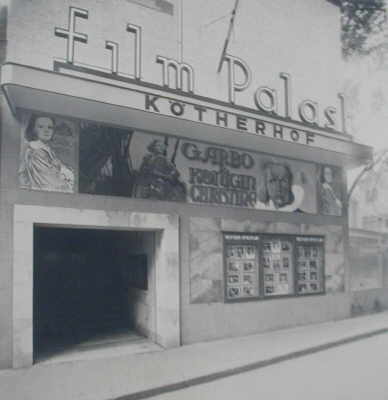 film Palast
KÖTHERHOF
GARBO
Königin
CHRISTINE